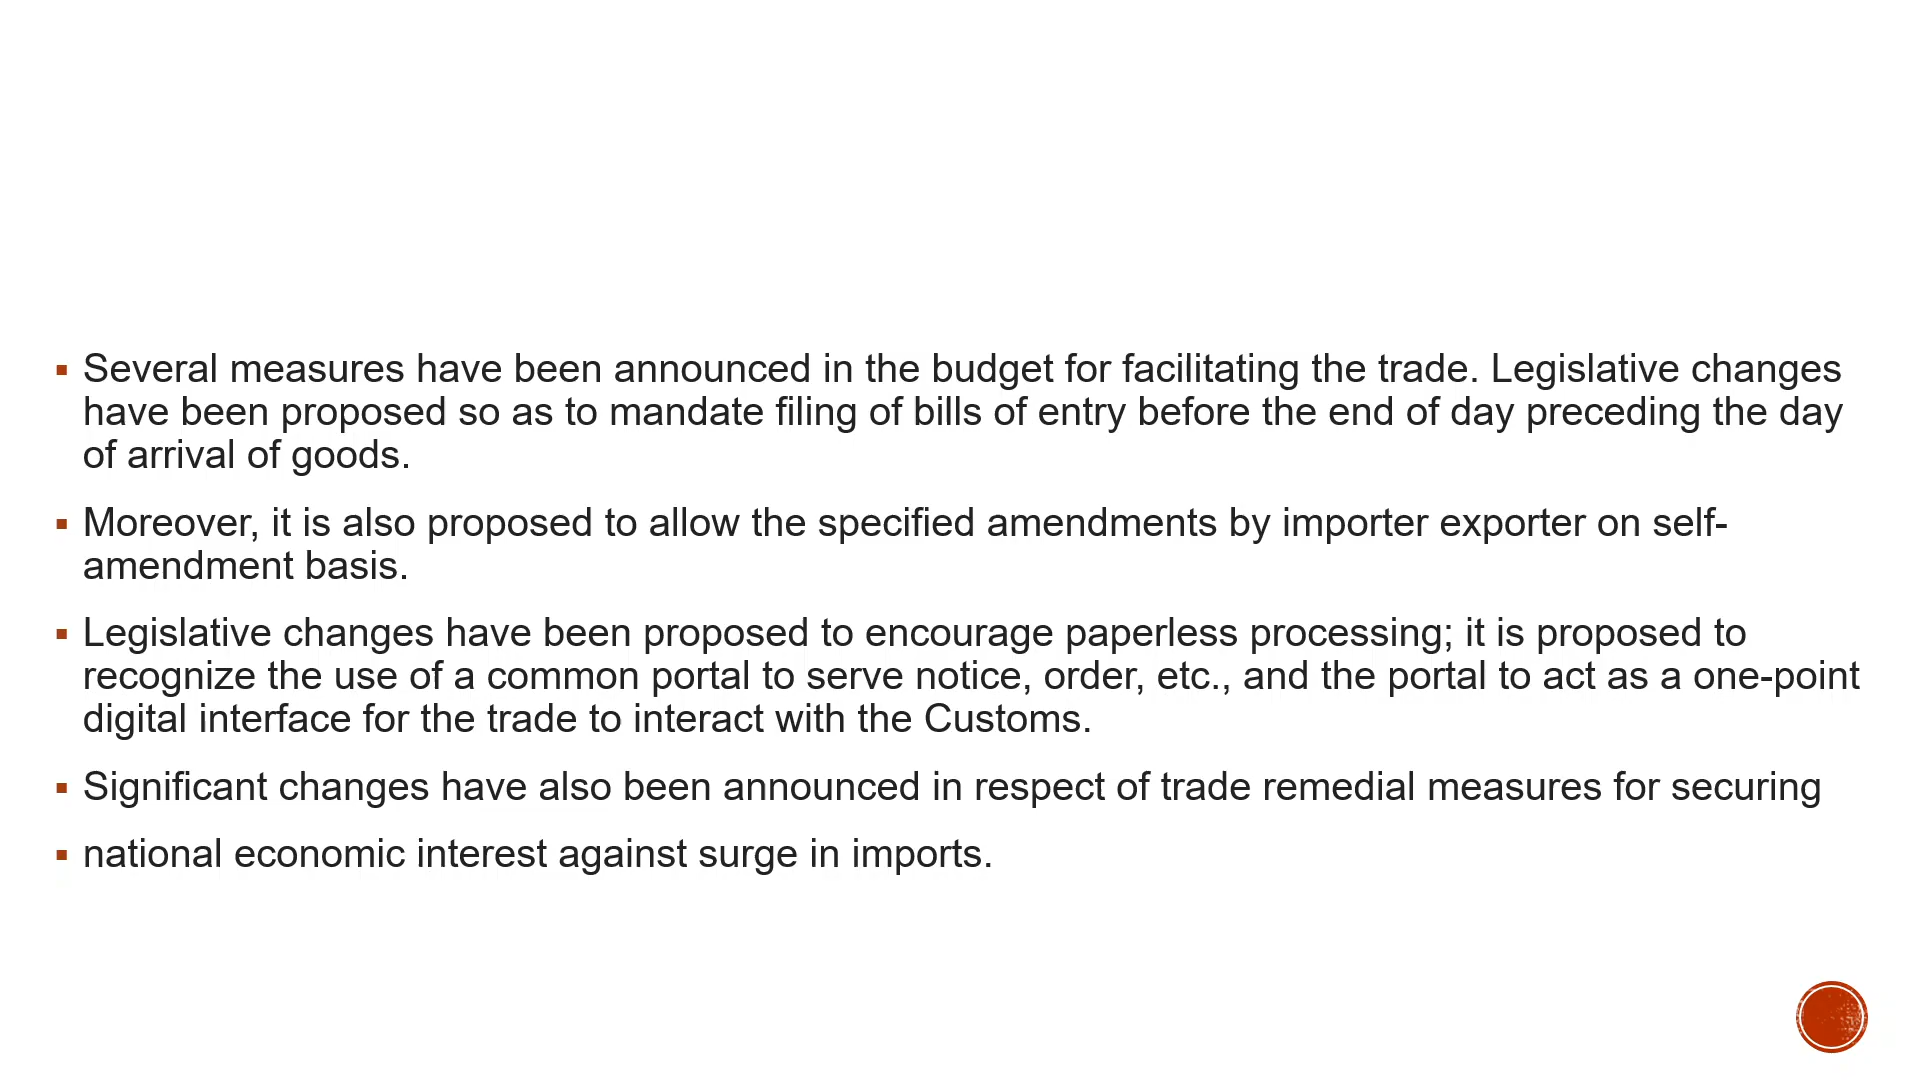 ▪ Several measures have been announced in the budget for facilitating the trade. Legislative changes
have been proposed so as to mandate filing of bills of entry before the end of day preceding the day
of arrival of goods.
▪ Moreover, it is also proposed to allow the specified amendments by importer exporter on self-
amendment basis.
▪ Legislative changes have been proposed to encourage paperless processing; it is proposed to
recognize the use of a common portal to serve notice, order, etc., and the portal to act as a one-point
digital interface for the trade to interact with the Customs.
▪ Significant changes have also been announced in respect of trade remedial measures for securing
▪ national economic interest against surge in imports.